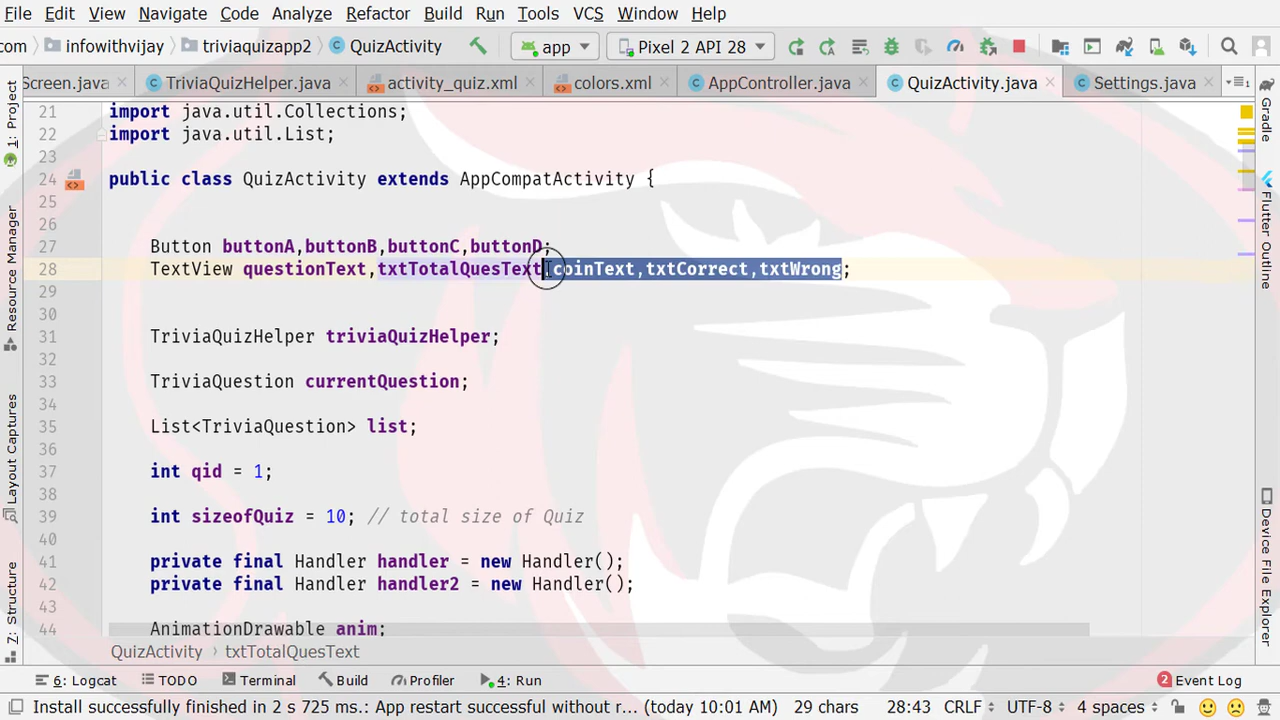 File Edit View Navigate Code Analyze Refactor Build Run Tools VCS Window Help
com infowithvijay triviaquizapp2 QuizActivity app Pixel 2 API 28
Screen.java TriviaQuizHelper.java activity_quiz.xml colors.xml AppController.java QuizActivity.java Settings.java
1: Project
Resource Manager
Layout Captures
7: Structure
21 import java.util.Collections;
22 import java.util.List;
23
24 public class QuizActivity extends AppCompatActivity {
25
26
27 Button buttonA,buttonB,buttonC,buttonD;
28 TextView questionText,txtTotalQuesText,coinText,txtCorrect,txtWrong;
29
30
31 TriviaQuizHelper triviaQuizHelper;
32
33 TriviaQuestion currentQuestion;
34
35 List<TriviaQuestion> list;
36
37 int qid = 1;
38
39 int sizeofQuiz = 10; // total size of Quiz
40
41 private final Handler handler = new Handler();
42 private final Handler handler2 = new Handler();
43
44 AnimationDrawable anim;
Gradle
Flutter Outline
Device File Explorer
QuizActivity txtTotalQuesText
6: Logcat TODO Terminal Build Profiler 4: Run 2 Event Log
Install successfully finished in 2 s 725 ms.: App restart successful without r... (today 10:01 AM) 29 chars 28:43 CRLF UTF-8 4 spaces